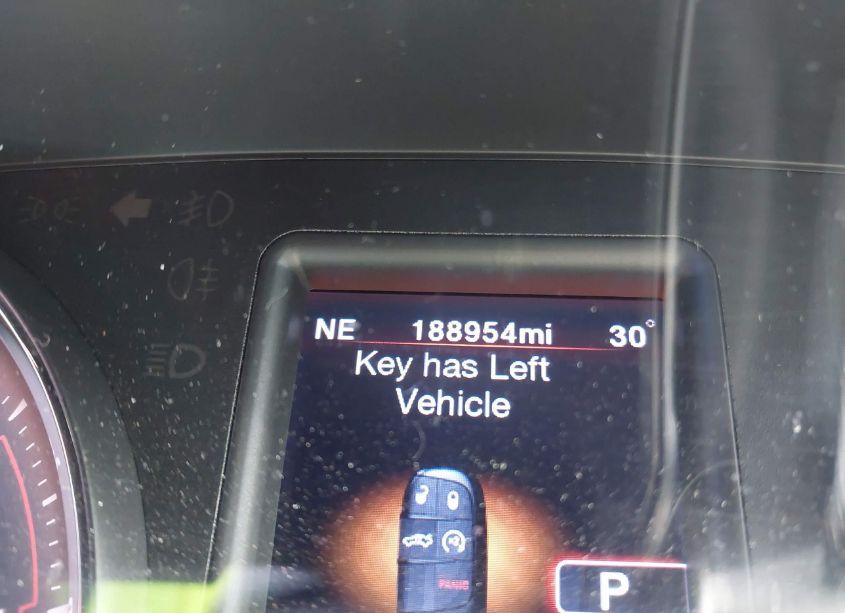 NE 188954mi 30°
Key has Left
Vehicle
PANIC
P